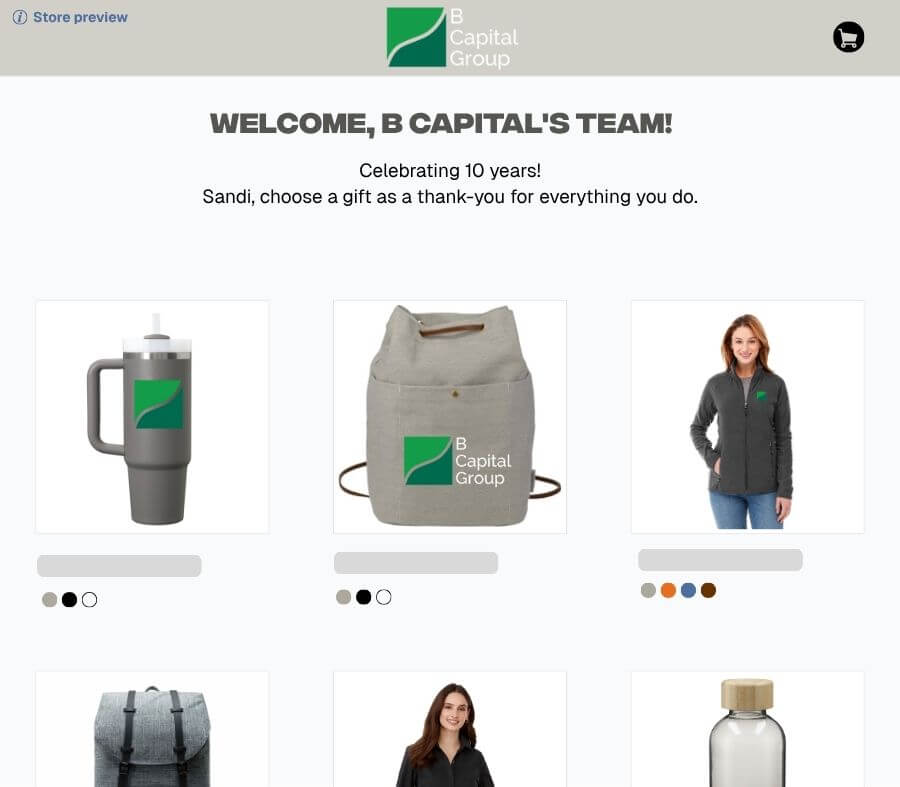 Store preview
B
Capital
Group
WELCOME, B CAPITAL'S TEAM!
Celebrating 10 years!
Sandi, choose a gift as a thank-you for everything you do.
B
Capital
Group